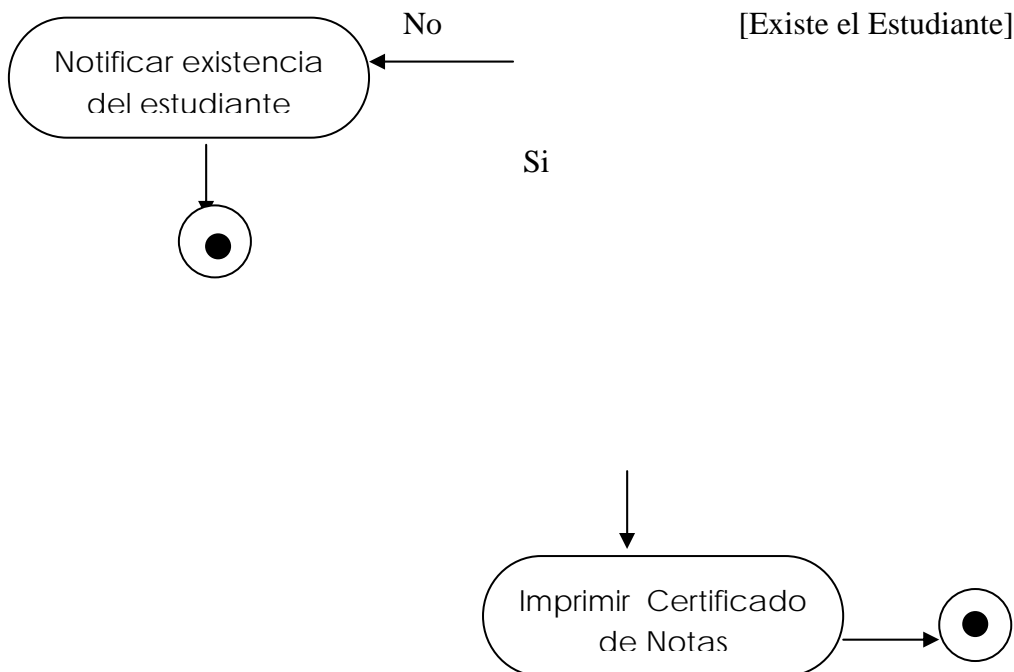 No
[Existe el Estudiante]
Notificar existencia
del estudiante
Si
Imprimir Certificado
de Notas